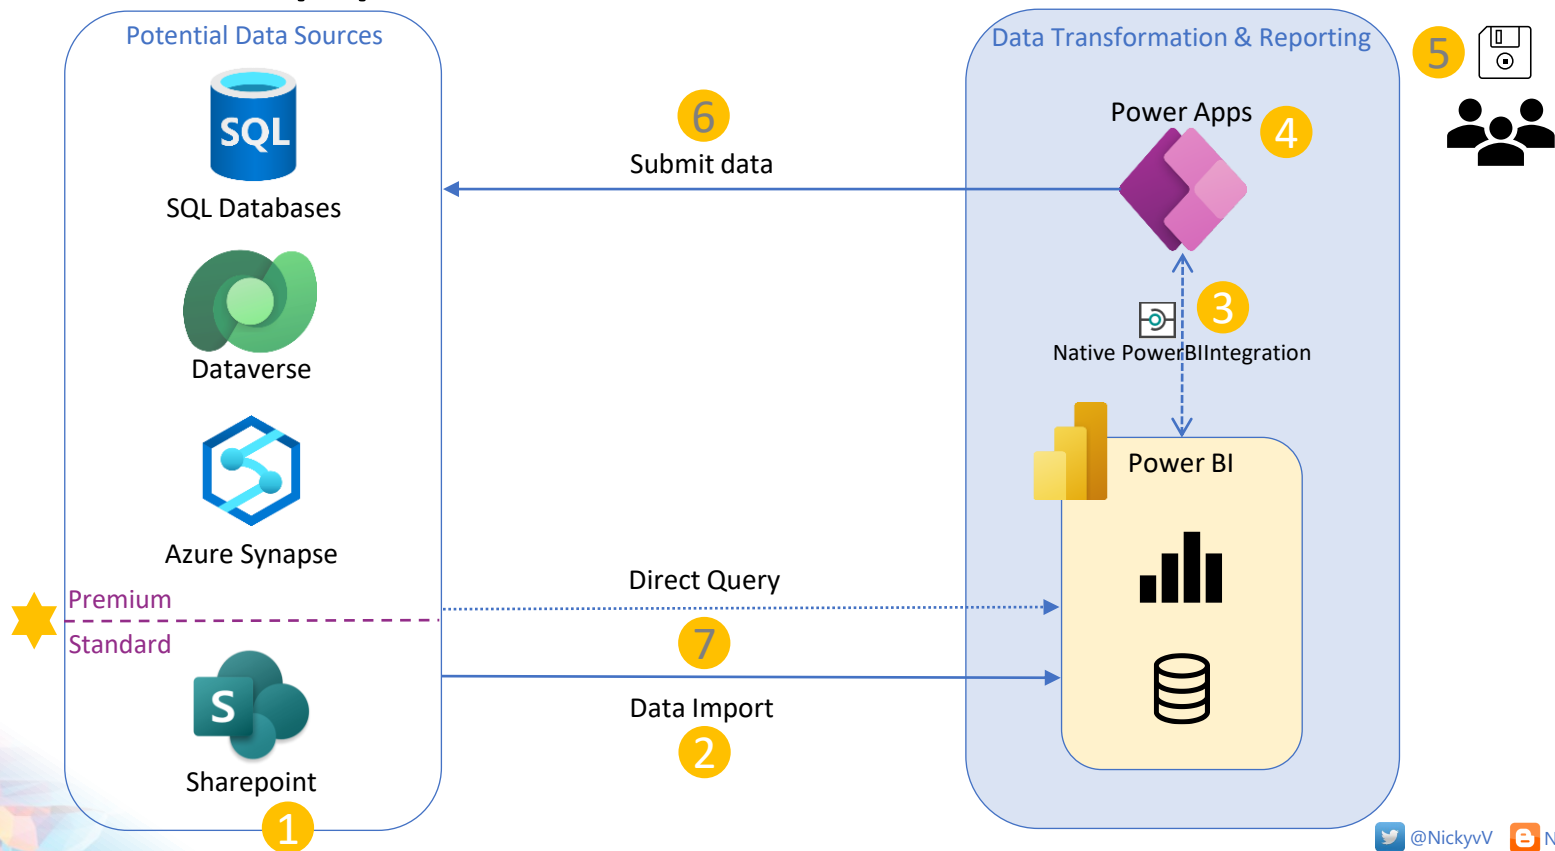 Potential Data Sources
SQL
SQL Databases
Dataverse
Azure Synapse
Premium
Standard
S
Sharepoint
1
6
Submit data
Direct Query
7
Data Import
2
Data Transformation & Reporting
Power Apps
4
3
Native PowerBIIntegration
Power BI
5
@NickyvV
N